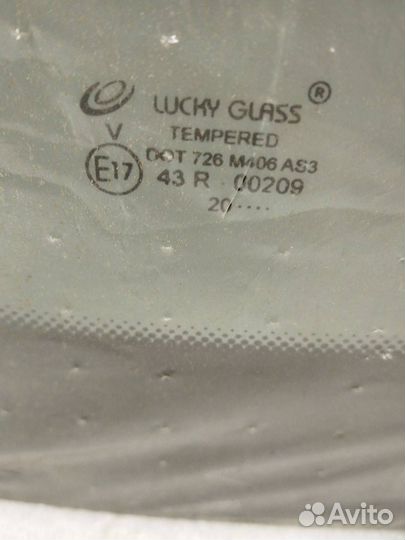 LUCKY GLASS ®
V TEMPERED
DOT 726 M406 AS3
E17 43 R - 00209
20 ····
Avito